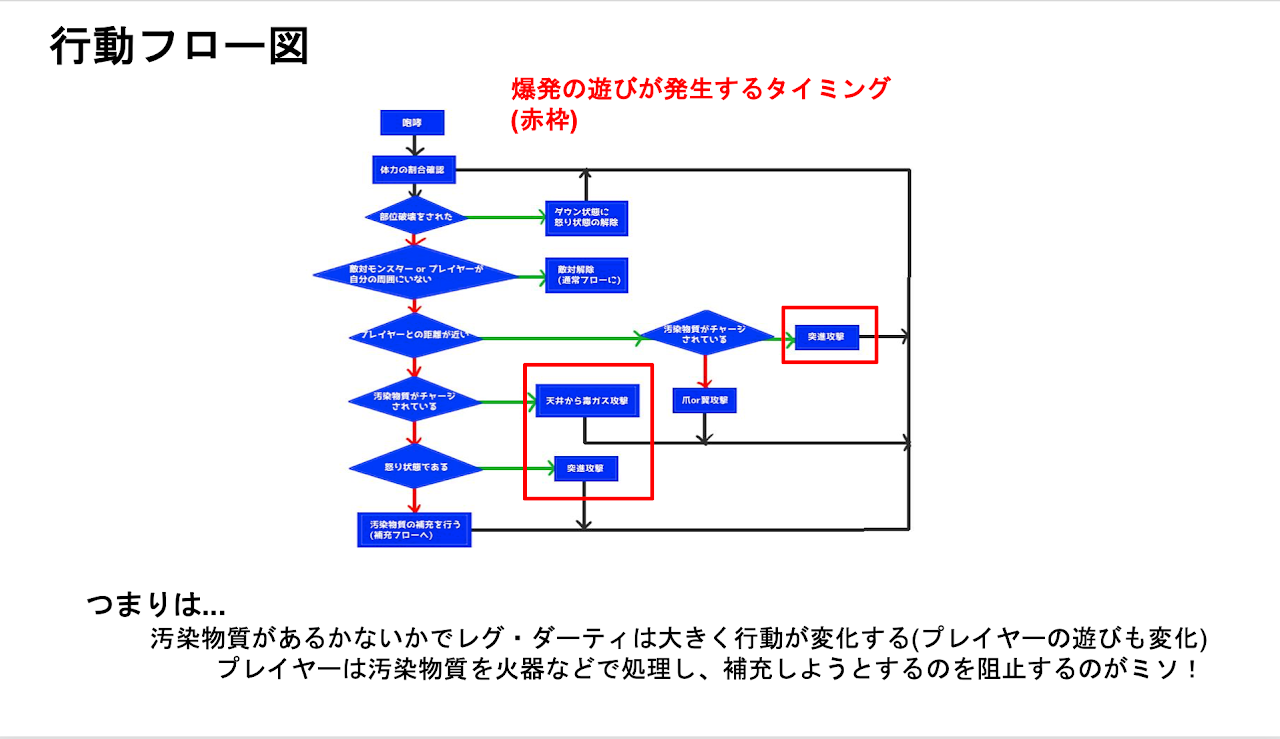 行動フロー図
爆発の遊びが発生するタイミング
(赤枠)
咆哮
体力の割合確認
部位破壊をされた
ダウン状態に
怒り状態の解除
敵対モンスター or プレイヤーが
自分の周囲にいない
敵対解除
(通常フローに)
プレイヤーとの距離が近い
汚染物質がチャージ
されている
突進攻撃
汚染物質がチャージ
されている
天井から毒ガス攻撃
爪or翼攻撃
怒り状態である
突進攻撃
汚染物質の補充を行う
(補充フローへ)
つまりは...
汚染物質があるかないかでレグ・ダーティは大きく行動が変化する(プレイヤーの遊びも変化)
プレイヤーは汚染物質を火器などで処理し、補充しようとするのを阻止するのがミソ！